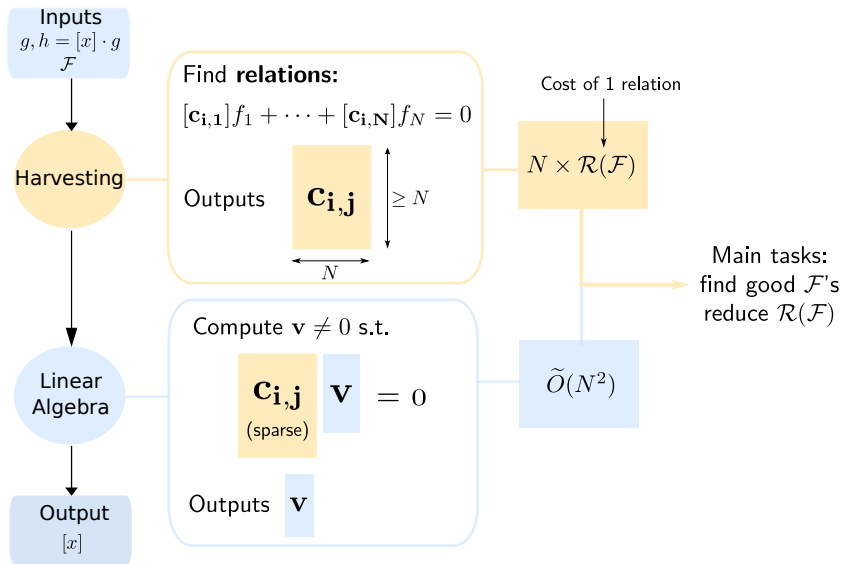 Inputs
g, h = [x] · g
ℱ
Harvesting
Linear
Algebra
Output
[x]
Find relations:
[c_{i,1}]f_1 + ⋯ + [c_{i,N}]f_N = 0
Outputs
c_{i,j}
≥ N
N
Compute v ≠ 0 s.t.
c_{i,j} v = 0
(sparse)
Outputs v
Cost of 1 relation
N × ℛ(ℱ)
Õ(N²)
Main tasks:
find good ℱ's
reduce ℛ(ℱ)